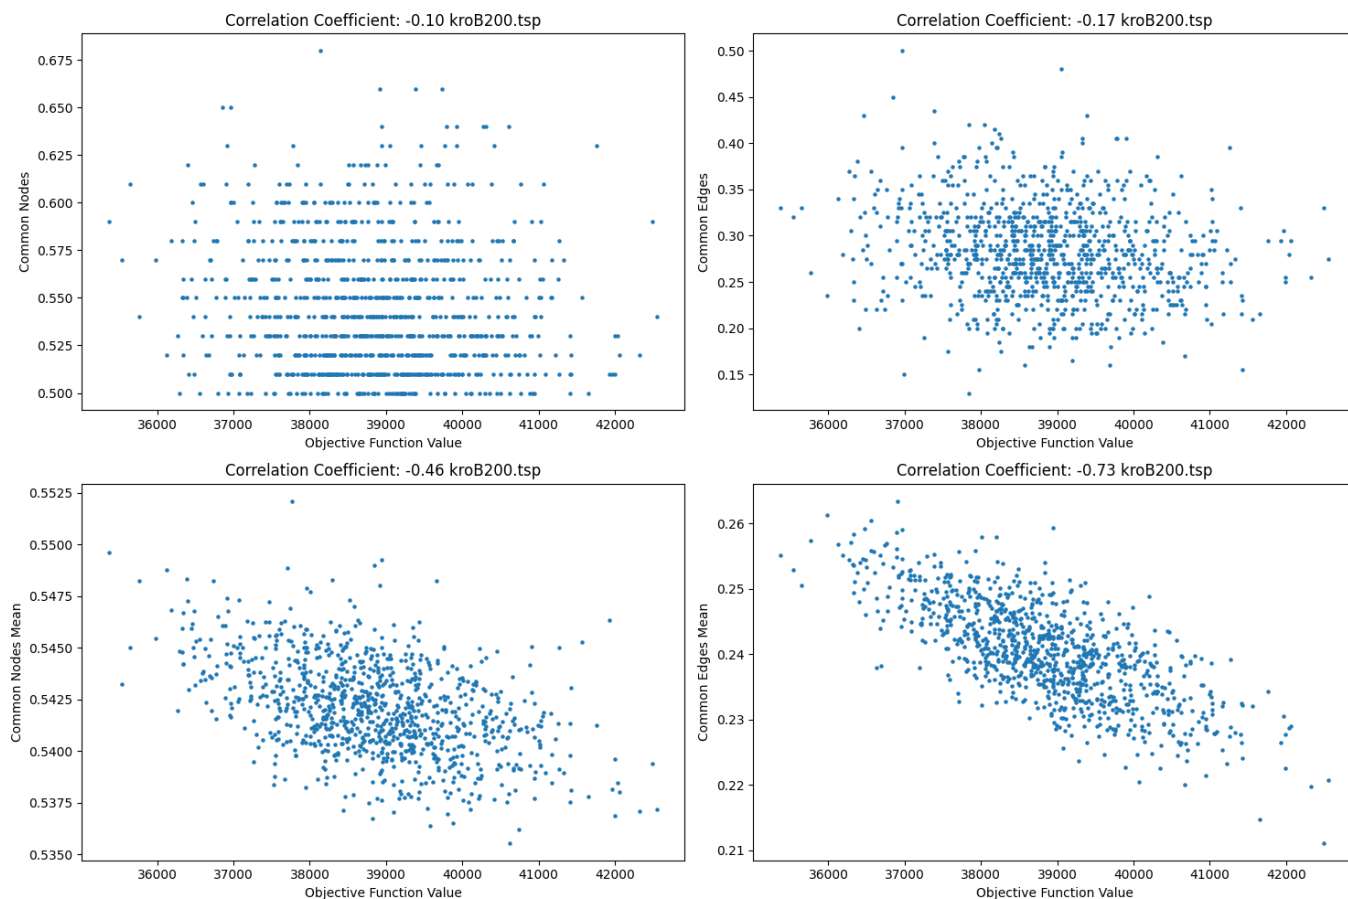 Correlation Coefficient: -0.10 kroB200.tsp
0.675
0.650
0.625
0.600
0.575
0.550
0.525
0.500
Common Nodes
36000 37000 38000 39000 40000 41000 42000
Objective Function Value
Correlation Coefficient: -0.17 kroB200.tsp
0.50
0.45
0.40
0.35
0.30
0.25
0.20
0.15
Common Edges
36000 37000 38000 39000 40000 41000 42000
Objective Function Value
Correlation Coefficient: -0.46 kroB200.tsp
0.5525
0.5500
0.5475
0.5450
0.5425
0.5400
0.5375
0.5350
Common Nodes Mean
36000 37000 38000 39000 40000 41000 42000
Objective Function Value
Correlation Coefficient: -0.73 kroB200.tsp
0.26
0.25
0.24
0.23
0.22
0.21
Common Edges Mean
36000 37000 38000 39000 40000 41000 42000
Objective Function Value